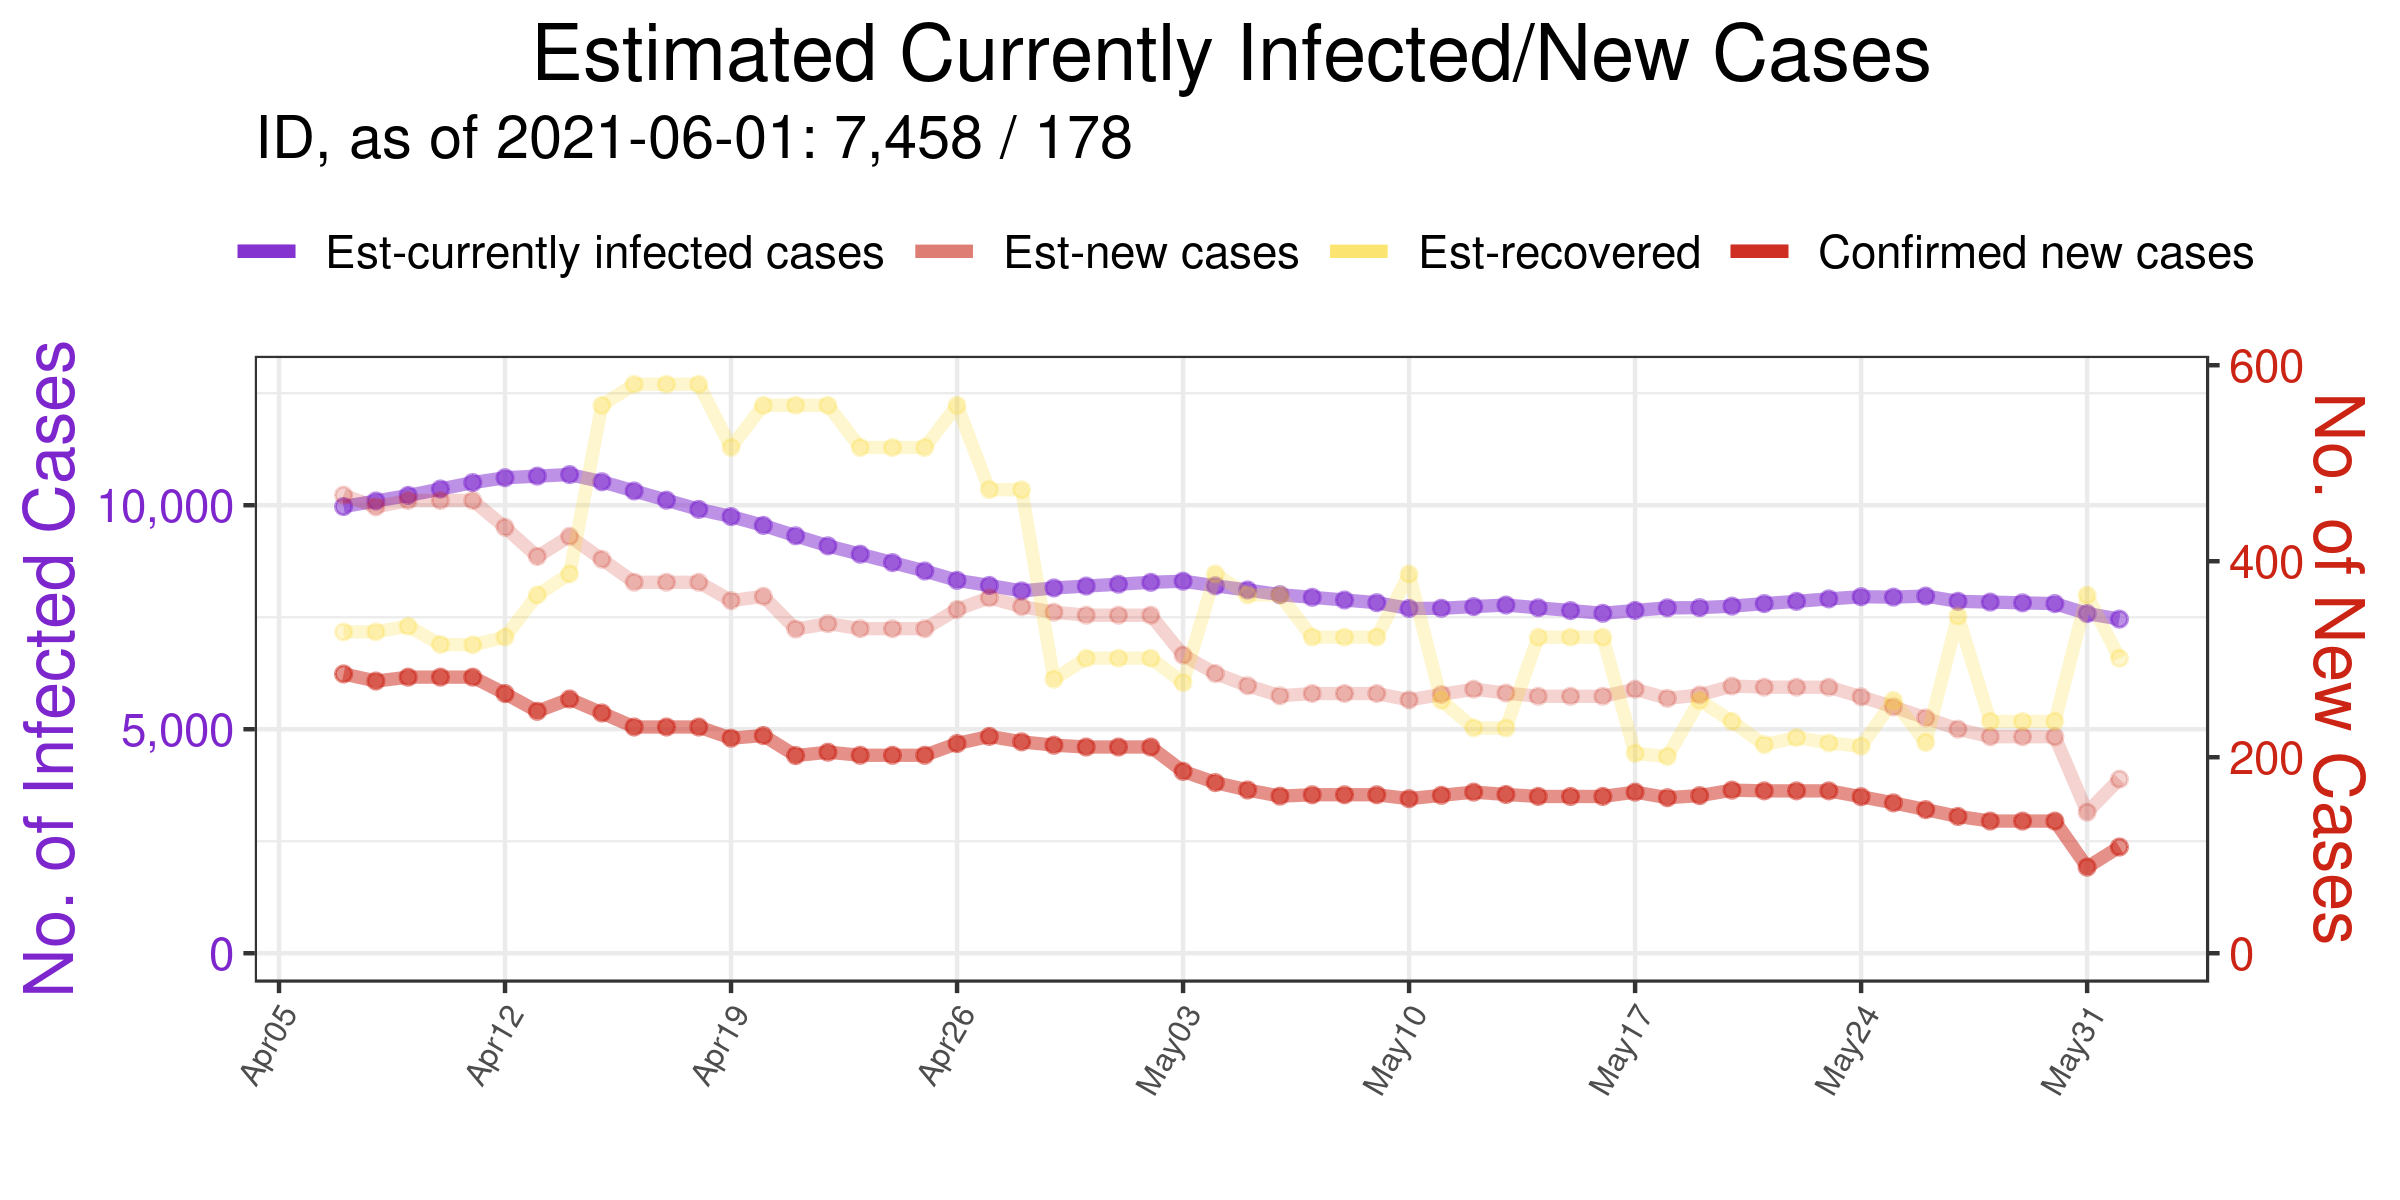 Estimated Currently Infected/New Cases
ID, as of 2021-06-01: 7,458 / 178
Est-currently infected cases Est-new cases Est-recovered Confirmed new cases
No. of Infected Cases
10,000
5,000
0
600
400
200
0
No. of New Cases
Apr05 Apr12 Apr19 Apr26 May03 May10 May17 May24 May31